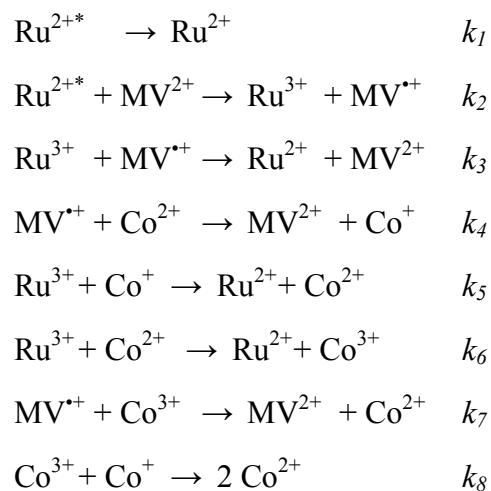 Ru²⁺* → Ru²⁺ k₁
Ru²⁺* + MV²⁺ → Ru³⁺ + MV•⁺ k₂
Ru³⁺ + MV•⁺ → Ru²⁺ + MV²⁺ k₃
MV•⁺ + Co²⁺ → MV²⁺ + Co⁺ k₄
Ru³⁺ + Co⁺ → Ru²⁺ + Co²⁺ k₅
Ru³⁺ + Co²⁺ → Ru²⁺ + Co³⁺ k₆
MV•⁺ + Co³⁺ → MV²⁺ + Co²⁺ k₇
Co³⁺ + Co⁺ → 2 Co²⁺ k₈